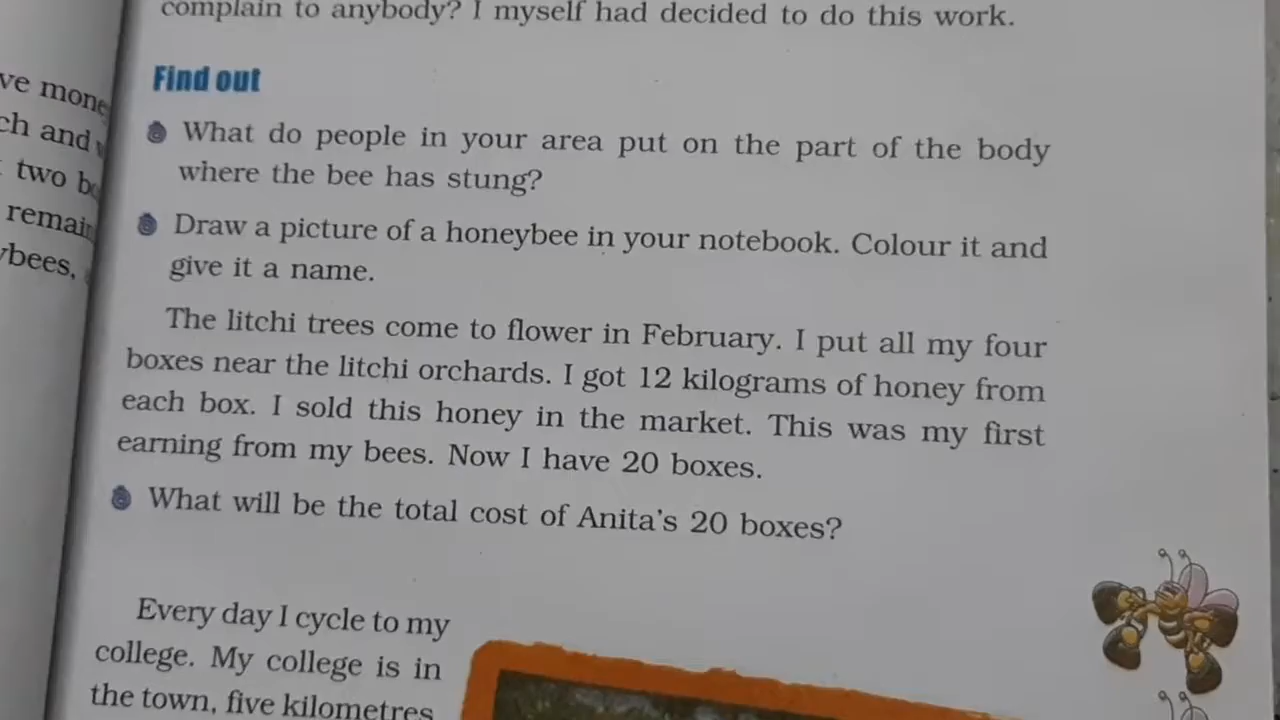 complain to anybody? I myself had decided to do this work.
Find out
What do people in your area put on the part of the body
where the bee has stung?
Draw a picture of a honeybee in your notebook. Colour it and
give it a name.
The litchi trees come to flower in February. I put all my four
boxes near the litchi orchards. I got 12 kilograms of honey from
each box. I sold this honey in the market. This was my first
earning from my bees. Now I have 20 boxes.
What will be the total cost of Anita's 20 boxes?
Every day I cycle to my
college. My college is in
the town, five kilometres
ve
ch and
two